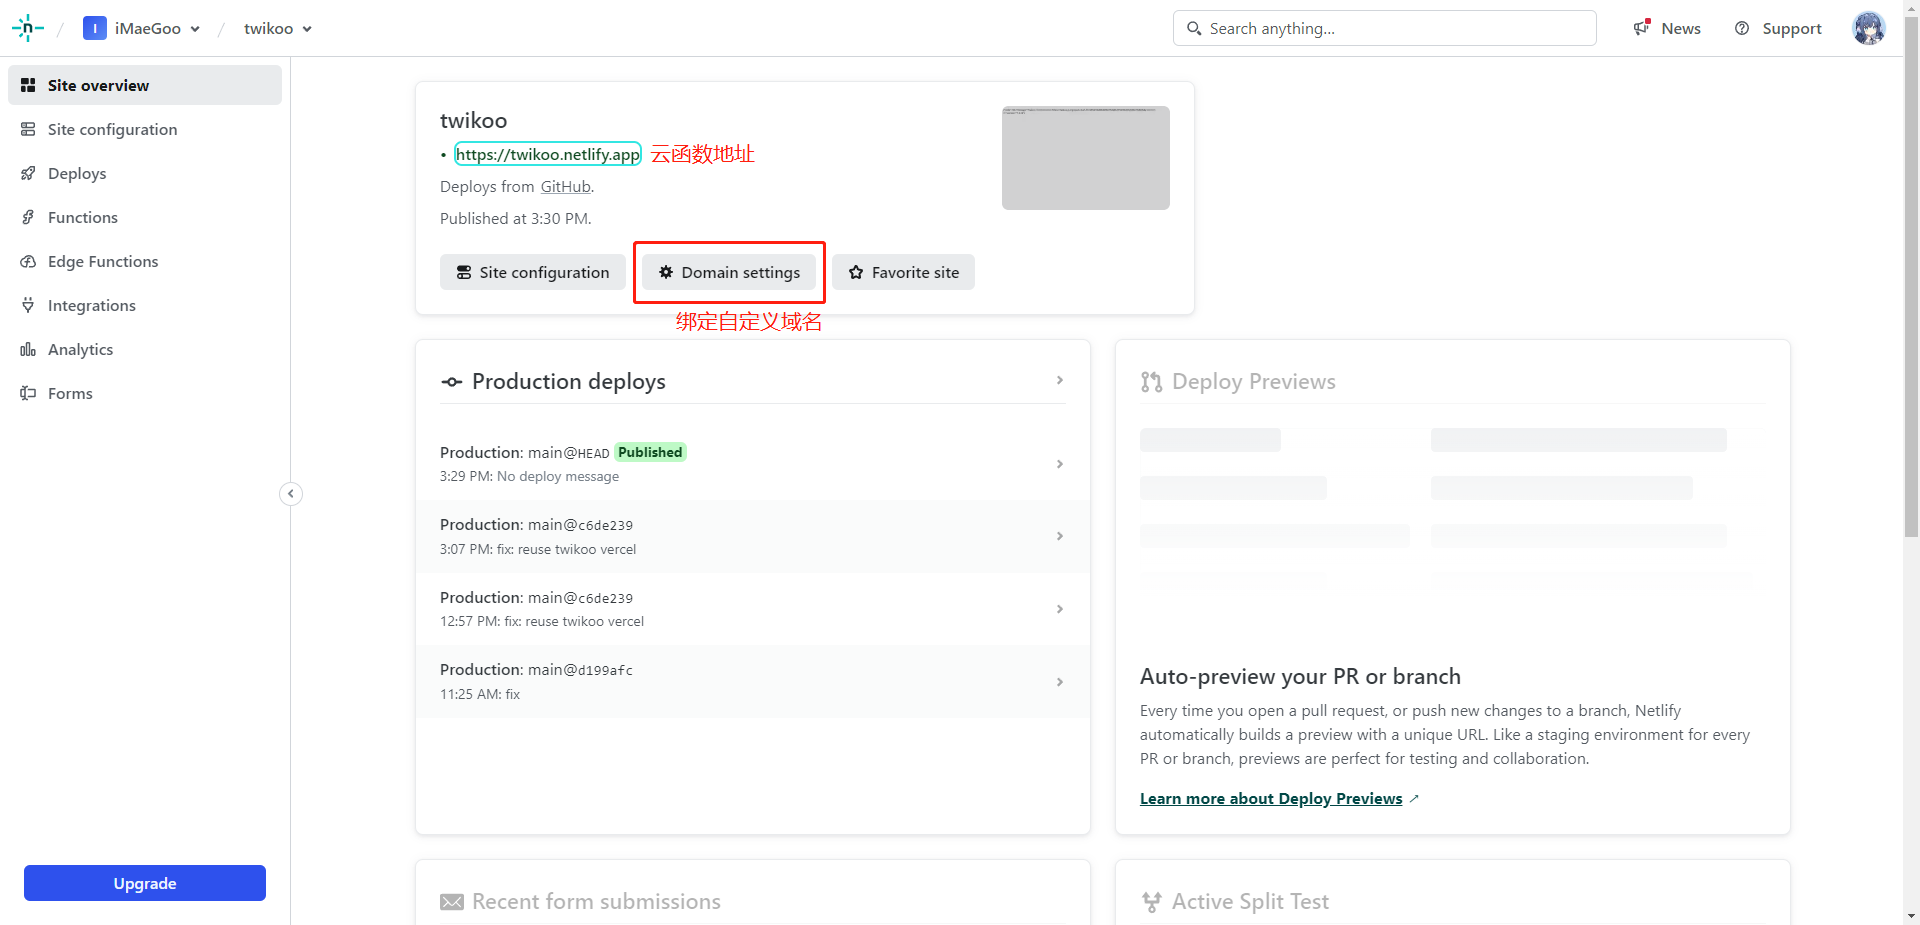 n / I iMaeGoo / twikoo
Search anything...
News
Support
Site overview
Site configuration
Deploys
Functions
Edge Functions
Integrations
Analytics
Forms
Upgrade
twikoo
• https://twikoo.netlify.app 云函数地址
Deploys from GitHub.
Published at 3:30 PM.
Site configuration
Domain settings
Favorite site
绑定自定义域名
Production deploys
Production: main@HEAD Published
3:29 PM: No deploy message
Production: main@c6de239
3:07 PM: fix: reuse twikoo vercel
Production: main@c6de239
12:57 PM: fix: reuse twikoo vercel
Production: main@d199afc
11:25 AM: fix
Deploy Previews
Auto-preview your PR or branch
Every time you open a pull request, or push new changes to a branch, Netlify
automatically builds a preview with a unique URL. Like a staging environment for every
PR or branch, previews are perfect for testing and collaboration.
Learn more about Deploy Previews ↗
Recent form submissions
Active Split Test